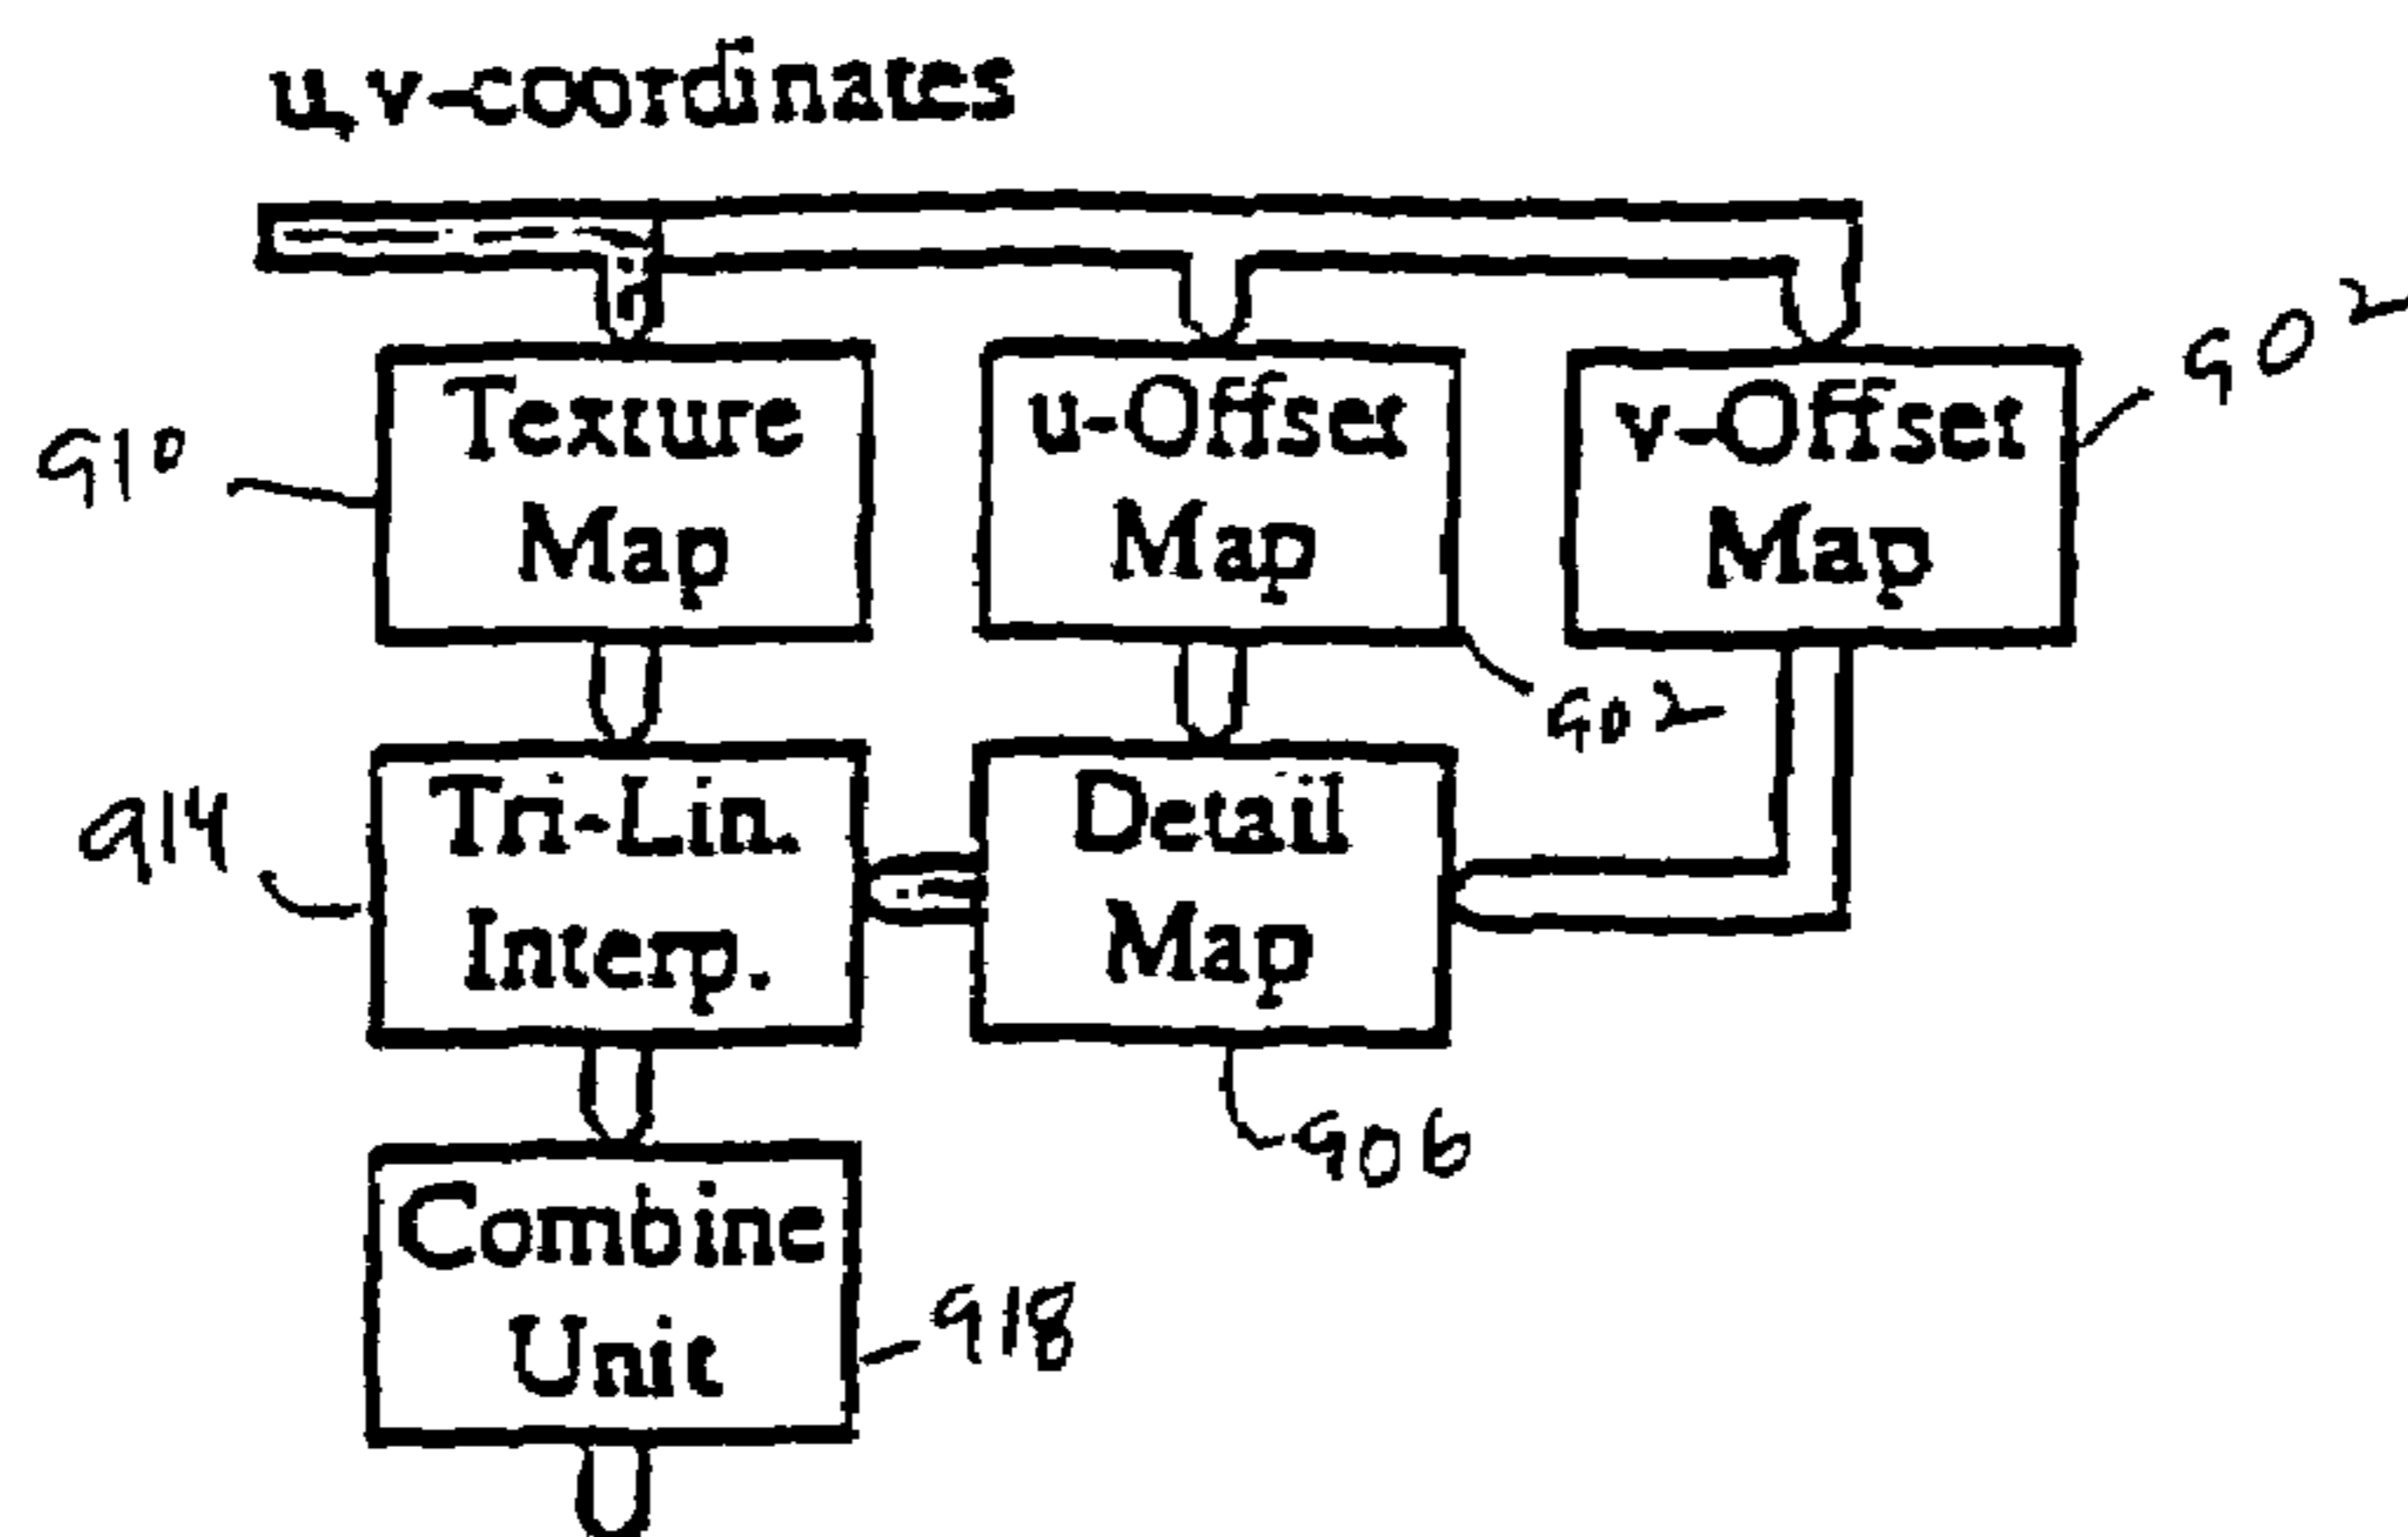 u, v-coordinates
902
910
Texture
Map
u-Offset
Map
v-Offset
Map
902
914
Tri-Lin.
Interp.
Detail
Map
906
Combine
Unit
918